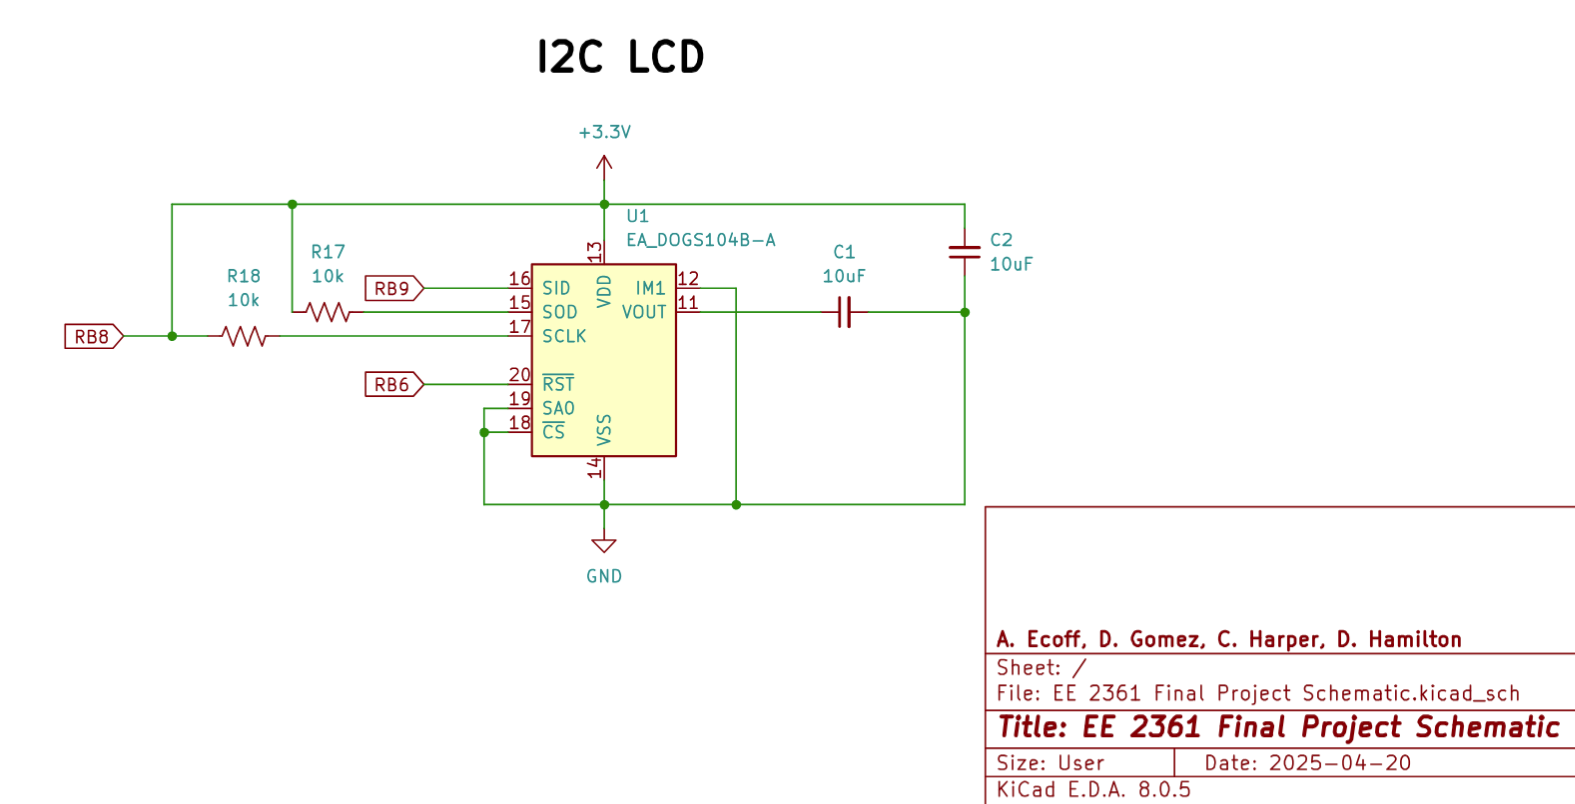 I2C LCD
+3.3V
U1
EA_DOGS104B-A
R17
10k
R18
10k
C1
10uF
C2
10uF
13
VDD
RB9
16
SID
IM1
12
15
SOD
VOUT
11
RB8
17
SCLK
RB6
20
RST
19
SA0
18
CS
VSS
14
GND
A. Ecoff, D. Gomez, C. Harper, D. Hamilton
Sheet: /
File: EE 2361 Final Project Schematic.kicad_sch
Title: EE 2361 Final Project Schematic
Size: User
Date: 2025-04-20
KiCad E.D.A. 8.0.5